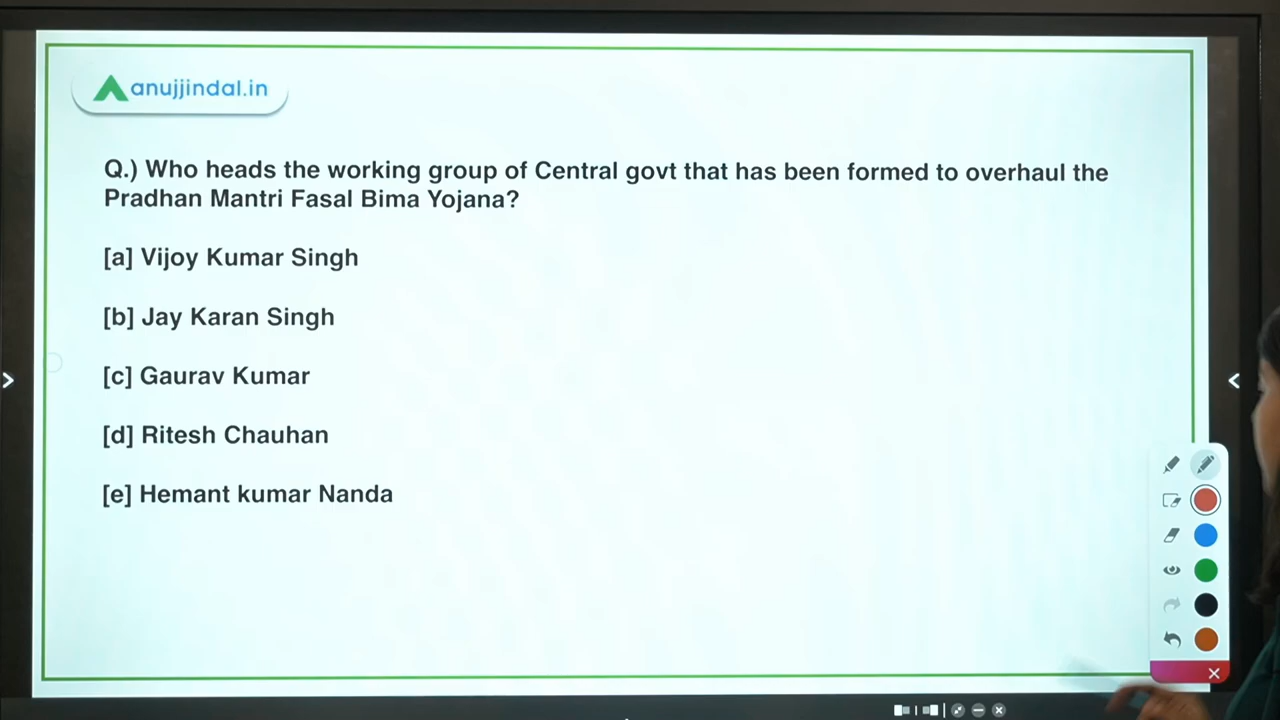 anujjindal.in
Q.) Who heads the working group of Central govt that has been formed to overhaul the
Pradhan Mantri Fasal Bima Yojana?
[a] Vijoy Kumar Singh
[b] Jay Karan Singh
[c] Gaurav Kumar
[d] Ritesh Chauhan
[e] Hemant kumar Nanda